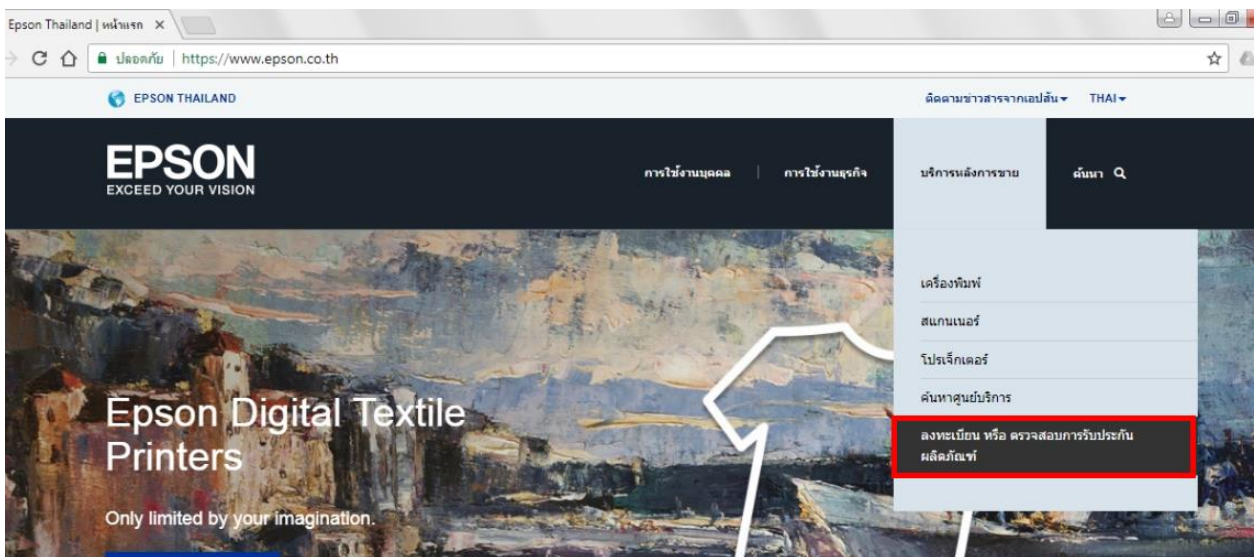 Epson Thailand | หน้าแรก
ปลอดภัย | https://www.epson.co.th
EPSON THAILAND
ติดตามข่าวสารจากเอปสัน THAI
EPSON
EXCEED YOUR VISION
การใช้งานบุคคล | การใช้งานธุรกิจ บริการหลังการขาย ค้นหา
เครื่องพิมพ์
สแกนเนอร์
โปรเจ็กเตอร์
ค้นหาศูนย์บริการ
ลงทะเบียน หรือ ตรวจสอบการรับประกัน
ผลิตภัณฑ์
Epson Digital Textile
Printers
Only limited by your imagination.